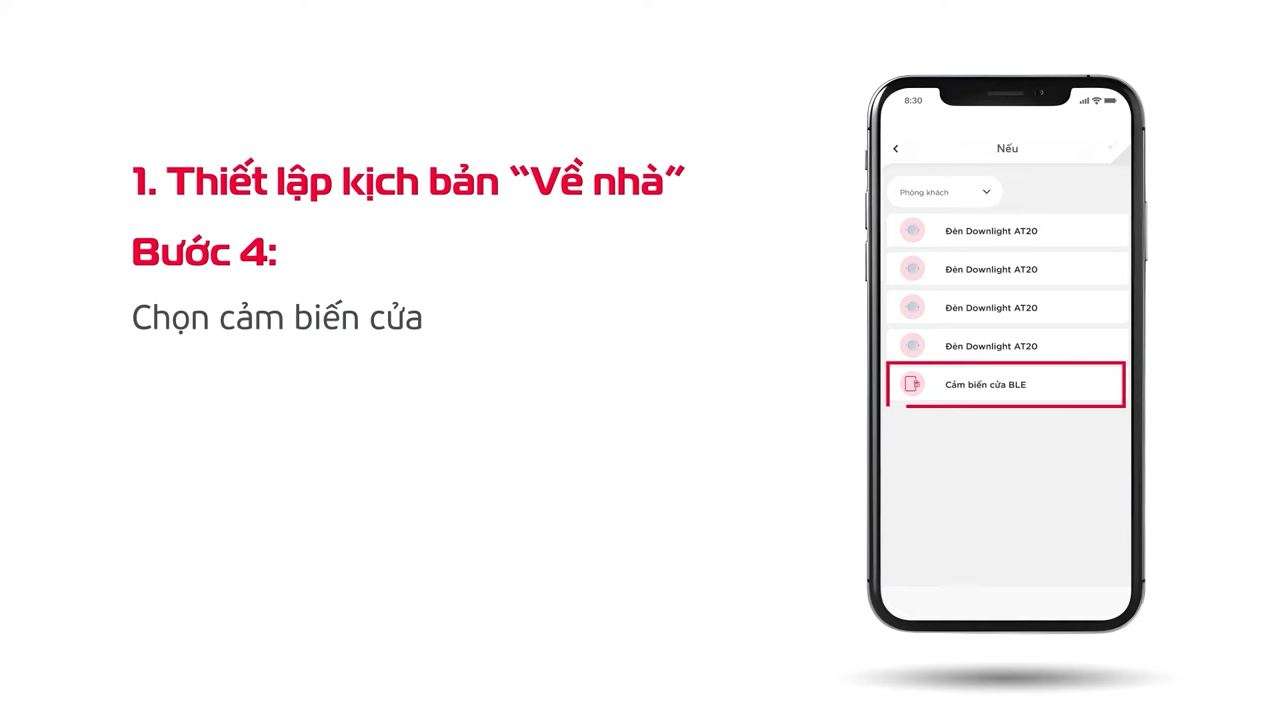 1. Thiết lập kịch bản “Về nhà”
Bước 4:
Chọn cảm biến cửa
8:30
Nếu
Phòng khách
Đèn Downlight AT20
Đèn Downlight AT20
Đèn Downlight AT20
Đèn Downlight AT20
Cảm biến cửa BLE